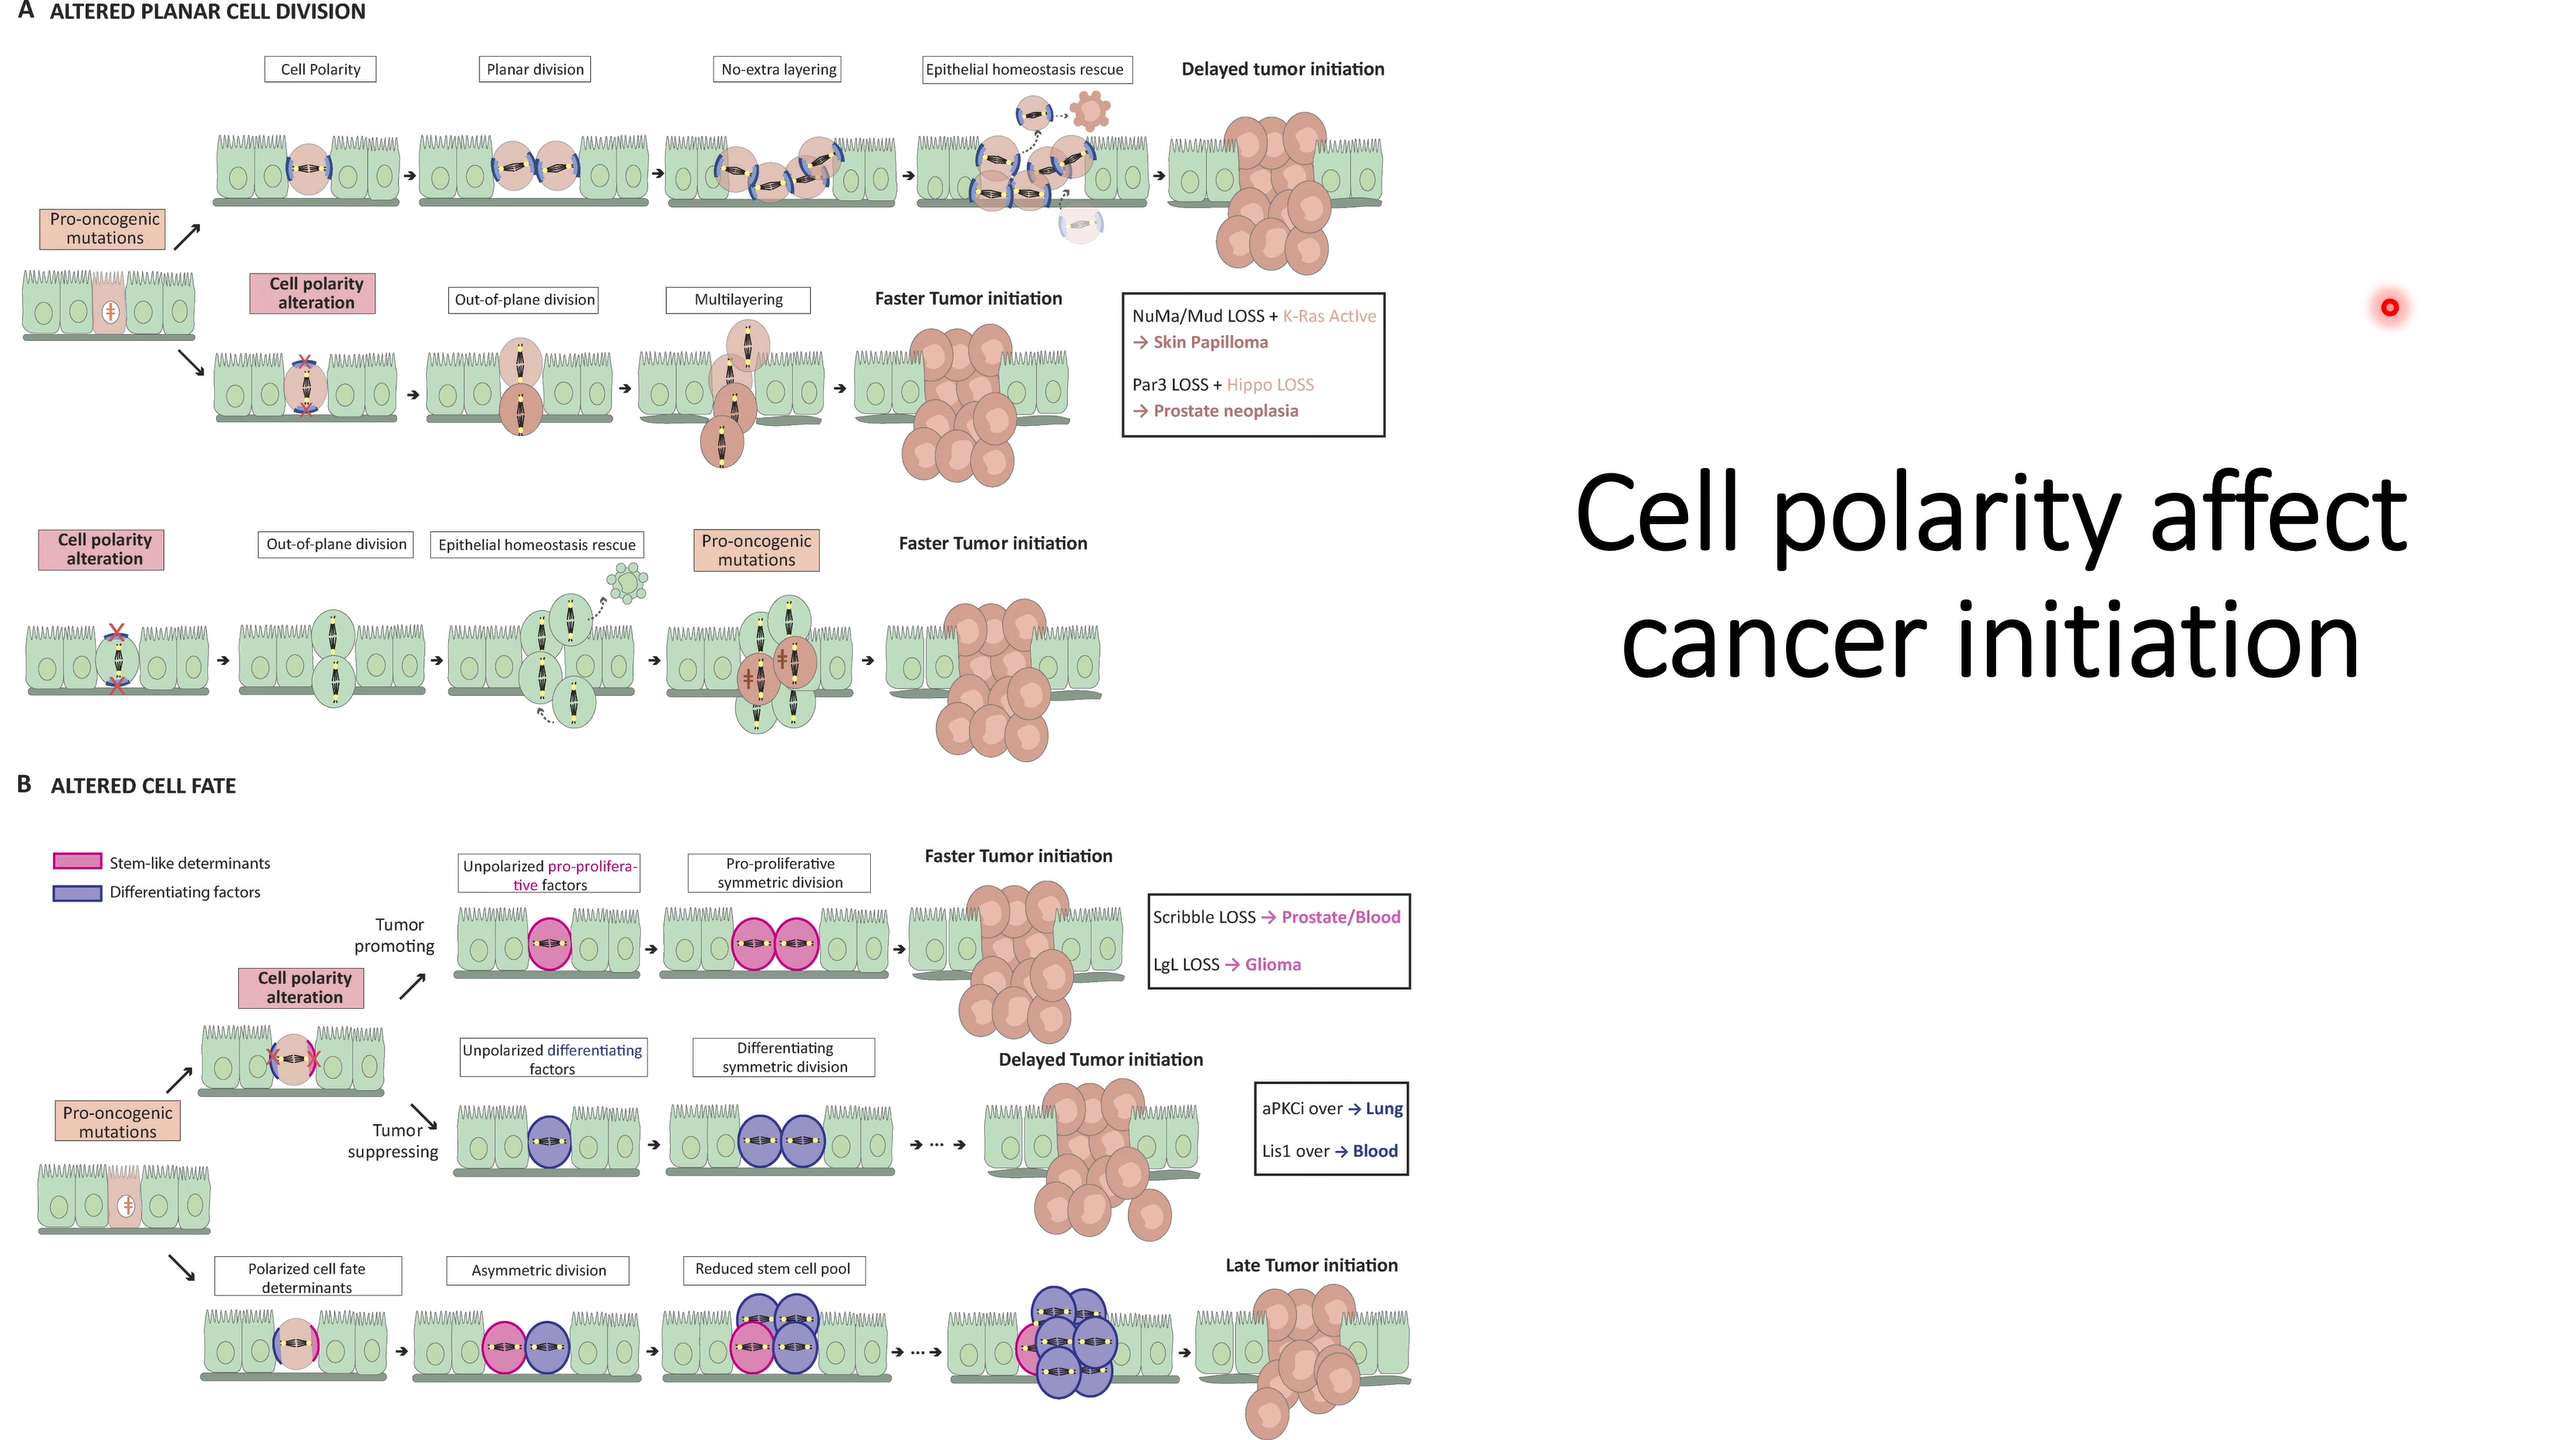 A ALTERED PLANAR CELL DIVISION
Cell Polarity
Planar division
No-extra layering
Epithelial homeostasis rescue
Delayed tumor initiation
Pro-oncogenic
mutations
Cell polarity
alteration
Out-of-plane division
Multilayering
Faster Tumor initiation
NuMa/Mud LOSS + K-Ras ActIve
→ Skin Papilloma
Par3 LOSS + Hippo LOSS
→ Prostate neoplasia
Cell polarity
alteration
Out-of-plane division
Epithelial homeostasis rescue
Pro-oncogenic
mutations
Faster Tumor initiation
B ALTERED CELL FATE
Stem-like determinants
Differentiating factors
Tumor
promoting
Unpolarized pro-prolifera-
tive factors
Pro-proliferative
symmetric division
Faster Tumor initiation
Scribble LOSS → Prostate/Blood
LgL LOSS → Glioma
Cell polarity
alteration
Unpolarized differentiating
factors
Differentiating
symmetric division
Delayed Tumor initiation
aPKCi over → Lung
Lis1 over → Blood
Tumor
suppressing
Pro-oncogenic
mutations
Polarized cell fate
determinants
Asymmetric division
Reduced stem cell pool
Late Tumor initiation
Cell polarity affect
cancer initiation